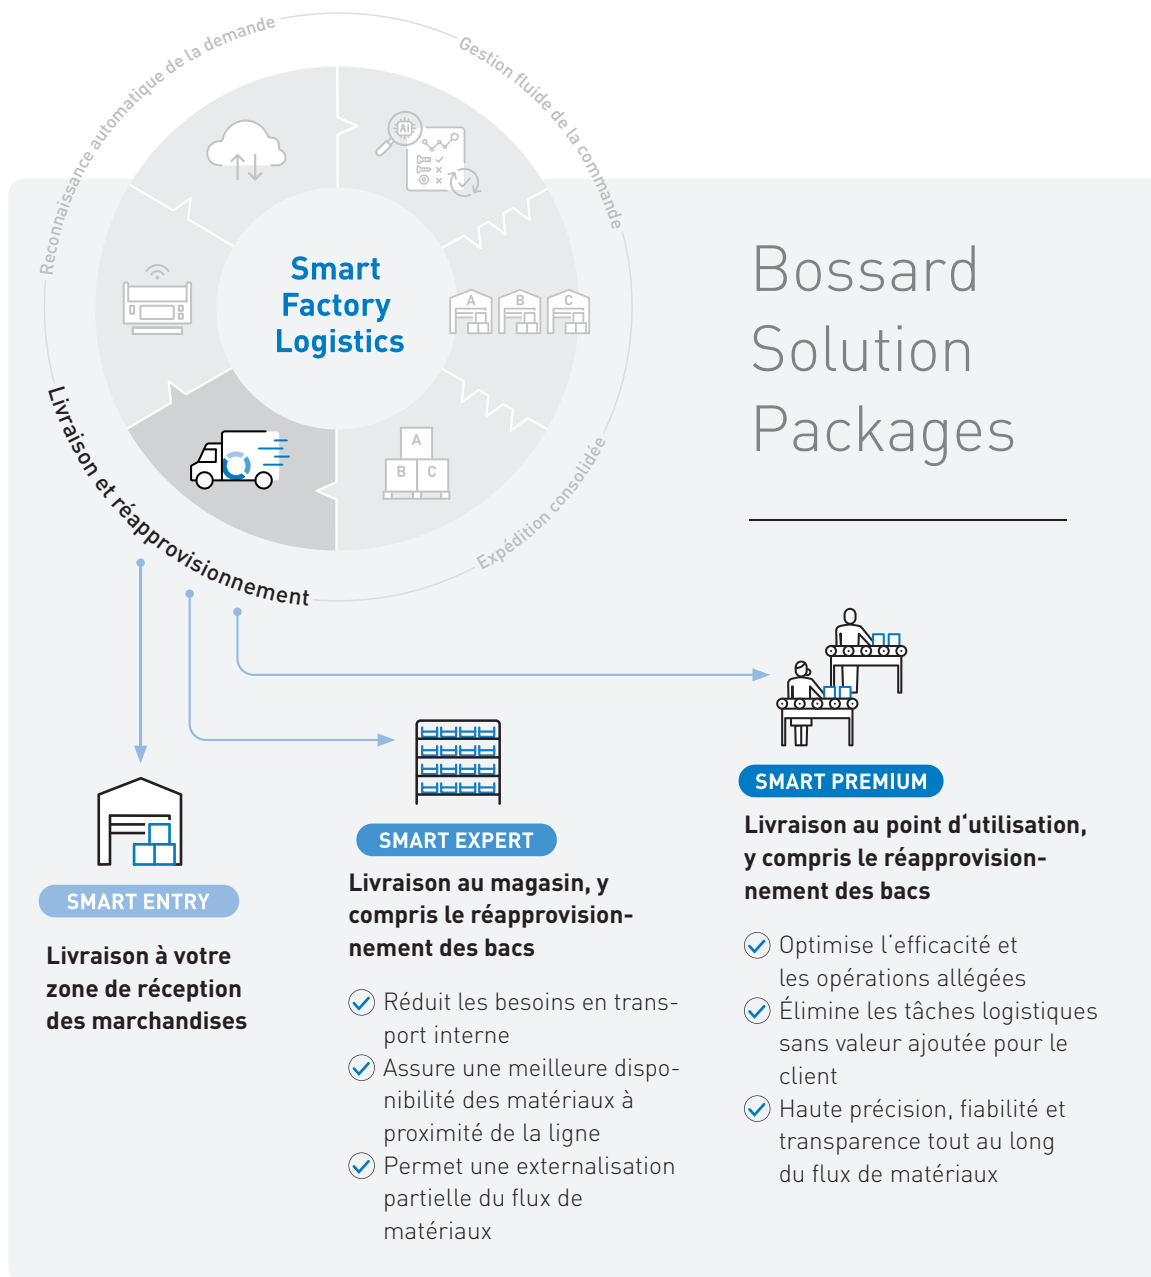 Reconnaissance automatique de la demande
Gestion fluide de la commande
AI
Smart
Factory
Logistics
A B C
A
B C
Livraison et réapprovisionnement
Expédition consolidée
Bossard
Solution
Packages
SMART ENTRY
Livraison à votre
zone de réception
des marchandises
SMART EXPERT
Livraison au magasin, y
compris le réapprovision-
nement des bacs
Réduit les besoins en trans-
port interne
Assure une meilleure dispo-
nibilité des matériaux à
proximité de la ligne
Permet une externalisation
partielle du flux de
matériaux
SMART PREMIUM
Livraison au point d‘utilisation,
y compris le réapprovision-
nement des bacs
Optimise l‘efficacité et
les opérations allégées
Élimine les tâches logistiques
sans valeur ajoutée pour le
client
Haute précision, fiabilité et
transparence tout au long
du flux de matériaux